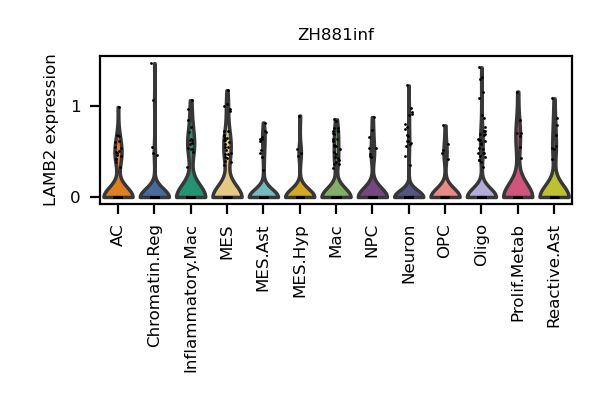 ZH881inf
LAMB2 expression
1
0
AC
Chromatin.Reg
Inflammatory.Mac
MES
MES.Ast
MES.Hyp
Mac
NPC
Neuron
OPC
Oligo
Prolif.Metab
Reactive.Ast